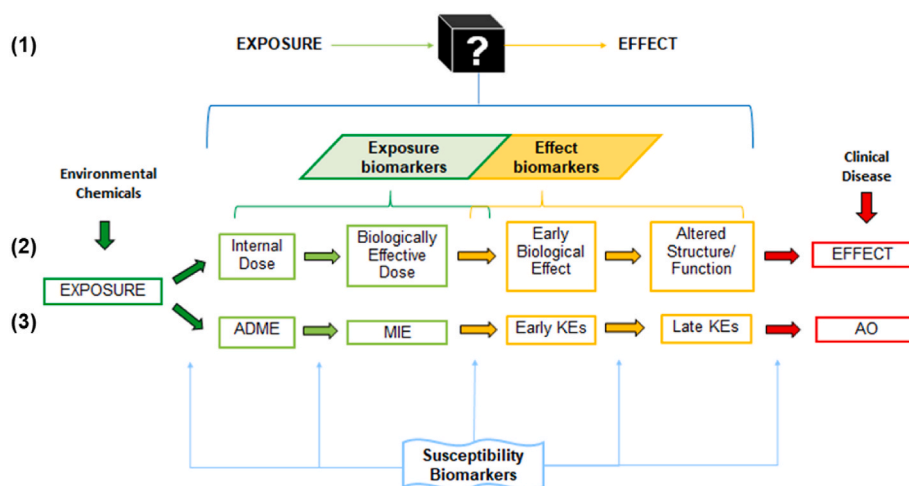 (1)
EXPOSURE
?
EFFECT
Exposure
biomarkers
Effect
biomarkers
Environmental
Chemicals
Clinical
Disease
(2)
Internal
Dose
Biologically
Effective
Dose
Early
Biological
Effect
Altered
Structure/
Function
EFFECT
EXPOSURE
(3)
ADME
MIE
Early KEs
Late KEs
AO
Susceptibility
Biomarkers